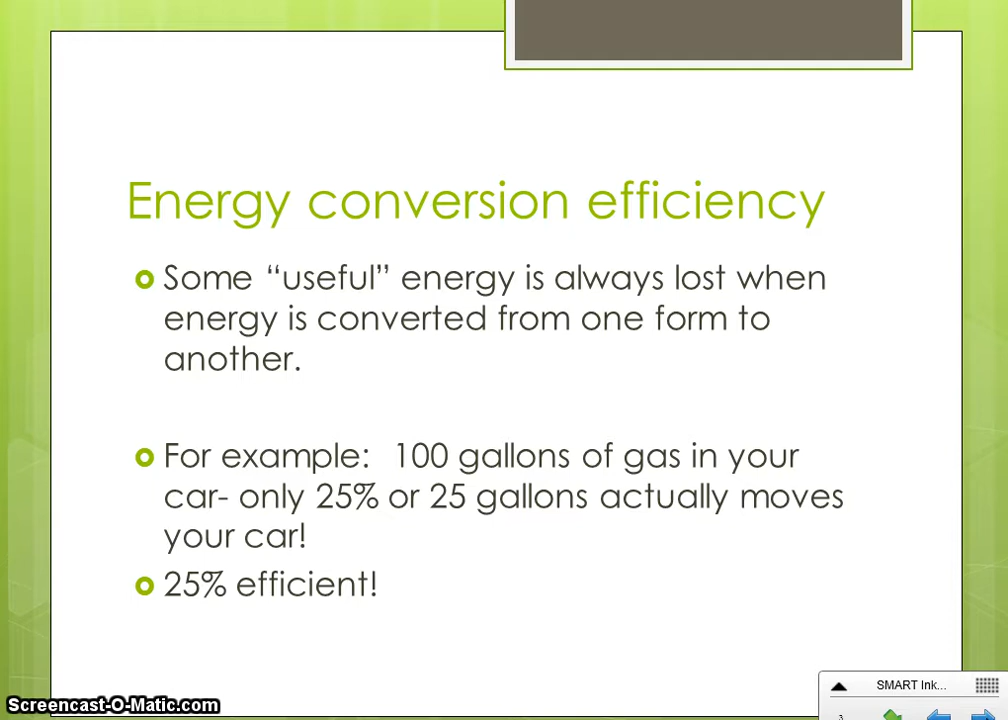 Energy conversion efficiency
Some “useful” energy is always lost when
energy is converted from one form to
another.
For example: 100 gallons of gas in your
car- only 25% or 25 gallons actually moves
your car!
25% efficient!
SMART Ink...
3
Screencast-O-Matic.com